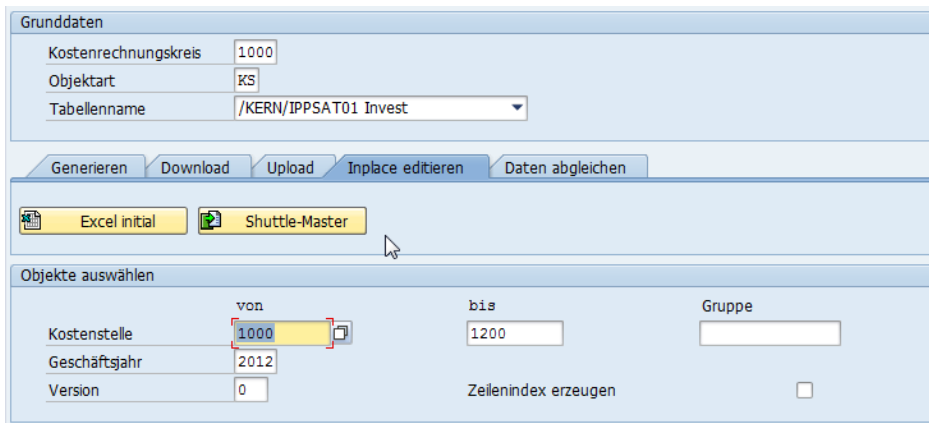 Grunddaten
Kostenrechnungskreis 1000
Objektart KS
Tabellenname /KERN/IPPSAT01 Invest
Generieren Download Upload Inplace editieren Daten abgleichen
Excel initial Shuttle-Master
Objekte auswählen
von bis Gruppe
Kostenstelle 1000 1200
Geschäftsjahr 2012
Version 0 Zeilenindex erzeugen